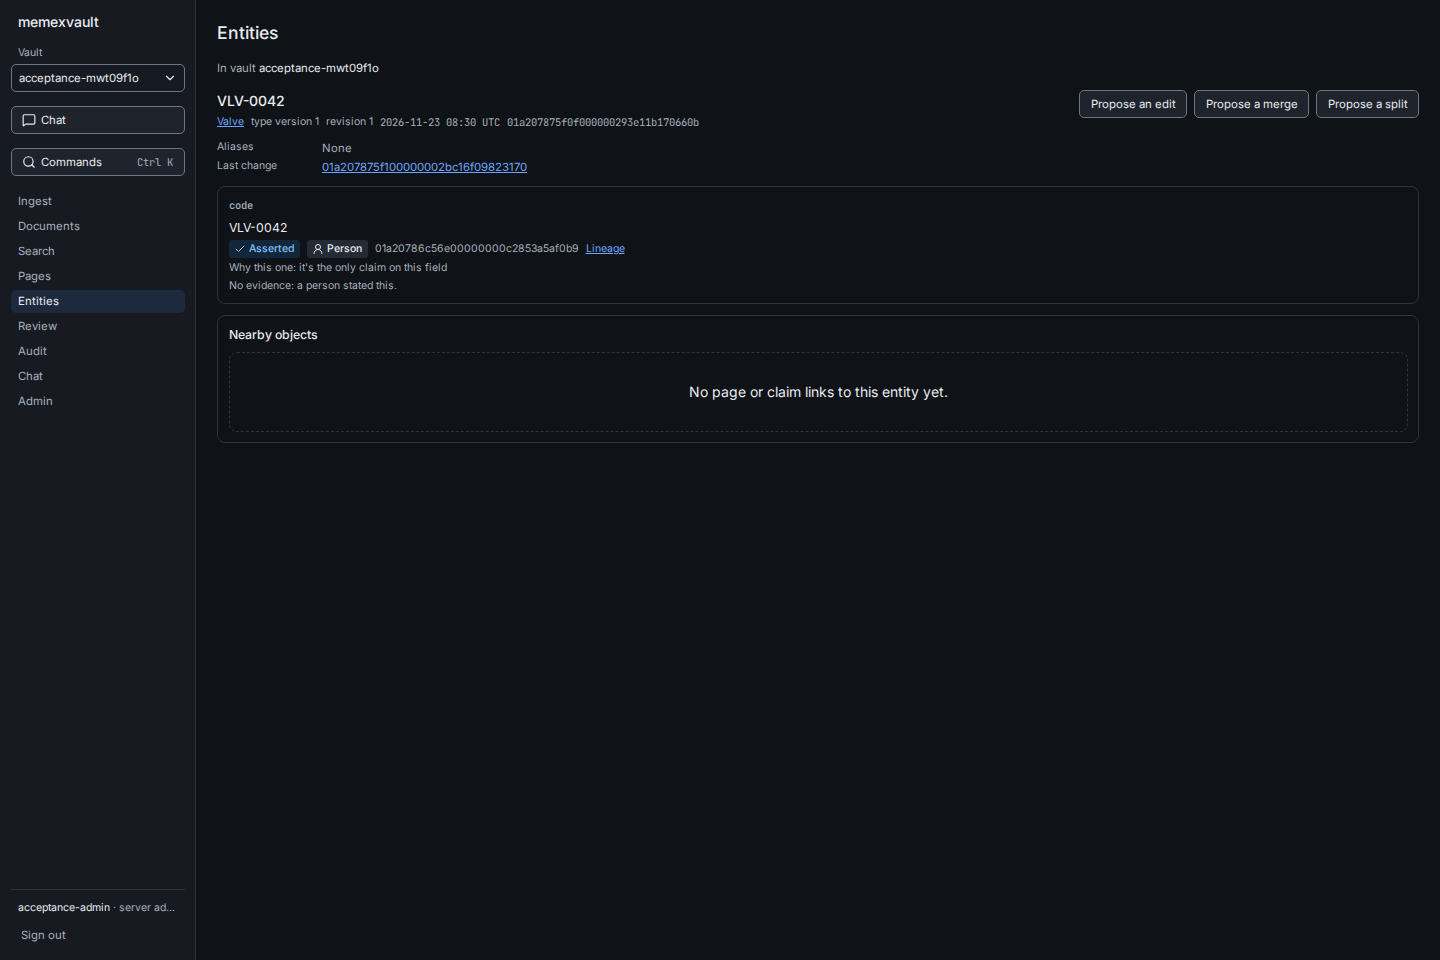 memexvault
Vault
acceptance-mwt09f1o
Chat
Commands Ctrl K
Ingest
Documents
Search
Pages
Entities
Review
Audit
Chat
Admin
acceptance-admin · server ad...
Sign out
Entities
In vault acceptance-mwt09f1o
VLV-0042
Propose an edit
Propose a merge
Propose a split
Valve type version 1 revision 1 2026-11-23 08:30 UTC 01a207875f0f000000293e11b170660b
Aliases None
Last change 01a207875f100000002bc16f09823170
code
VLV-0042
Asserted Person 01a20786c56e00000000c2853a5af0b9 Lineage
Why this one: it's the only claim on this field
No evidence: a person stated this.
Nearby objects
No page or claim links to this entity yet.